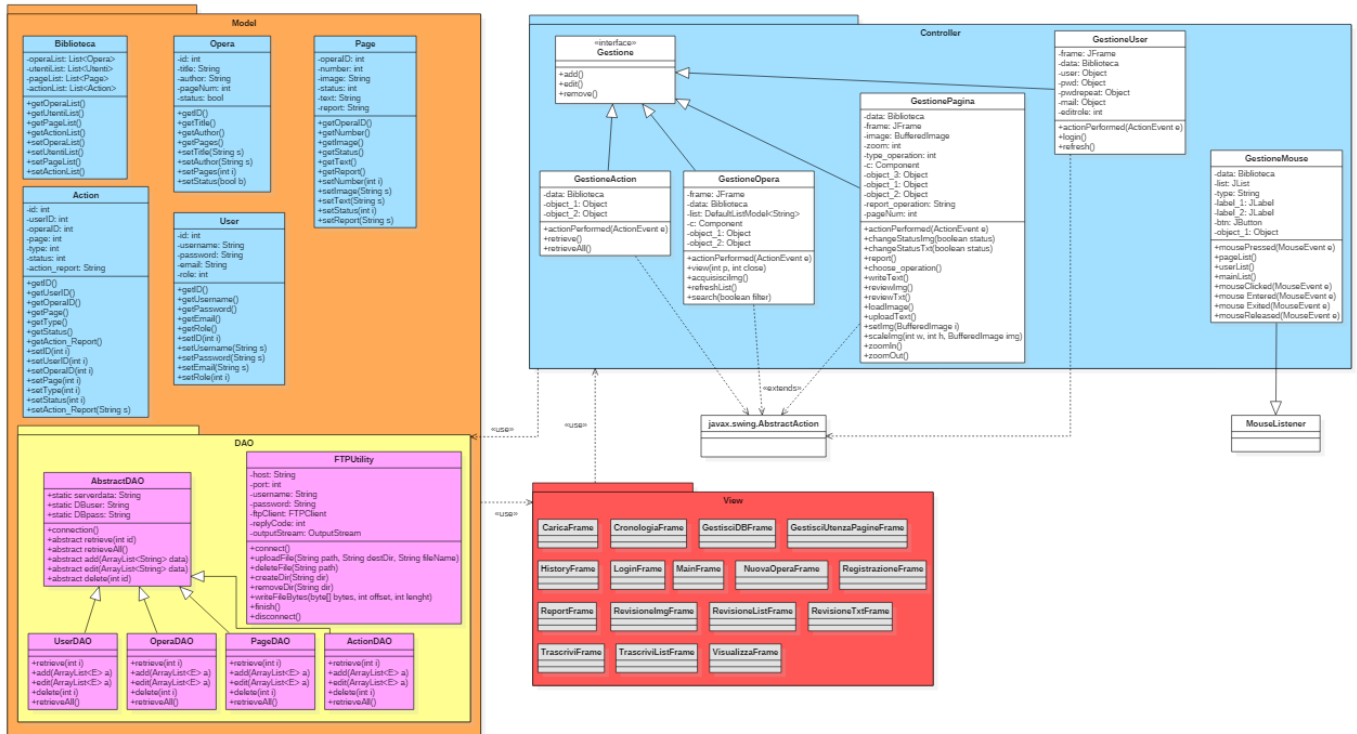 Model
Biblioteca
-operaList: List<Opera>
-utentiList: List<Utenti>
-pageList: List<Page>
-actionList: List<Action>
+getOperaList()
+getUtentiList()
+getPageList()
+getActionList()
+setOperaList()
+setUtentiList()
+setPageList()
+setActionList()
Opera
-id: int
-title: String
-author: String
-pageNum: int
-status: bool
+getID()
+getTitle()
+getAuthor()
+getPages()
+setTitle(String s)
+setAuthor(String s)
+setPages(int i)
+setStatus(bool b)
Page
-operaID: int
-number: int
-image: String
-status: int
-text: String
-report: String
+getOperaID()
+getNumber()
+getImage()
+getStatus()
+getText()
+getReport()
+setNumber(int i)
+setImage(String s)
+setText(String s)
+setStatus(int i)
+setReport(String s)
Action
-id: int
-userID: int
-operaID: int
-page: int
-type: int
-status: int
-action_report: String
+getID()
+getUserID()
+getOperaID()
+getPage()
+getType()
+getStatus()
+getAction_Report()
+setID(int i)
+setUserID(int i)
+setOperaID(int i)
+setPage(int i)
+setType(int i)
+setStatus(int i)
+setAction_Report(String s)
User
-id: int
-username: String
-password: String
-email: String
-role: int
+getID()
+getUsername()
+getPassword()
+getEmail()
+getRole()
+setID(int i)
+setUsername(String s)
+setPassword(String s)
+setEmail(String s)
+setRole(int i)
DAO
AbstractDAO
+static serverdata: String
+static DBuser: String
+static DBpass: String
+connection()
+abstract retrieve(int id)
+abstract retrieveAll()
+abstract add(ArrayList<String> data)
+abstract edit(ArrayList<String> data)
+abstract delete(int id)
FTPUtility
-host: String
-port: int
-username: String
-password: String
-ftpClient: FTPClient
-replyCode: int
-outputStream: OutputStream
+connect()
+uploadFile(String path, String destDir, String fileName)
+deleteFile(String path)
+createDir(String dir)
+removeDir(String dir)
+writeFileBytes(byte[] bytes, int offset, int lenght)
+finish()
+disconnect()
UserDAO
+retrieve(int i)
+add(ArrayList<E> a)
+edit(ArrayList<E> a)
+delete(int i)
+retrieveAll()
OperaDAO
+retrieve(int i)
+add(ArrayList<E> a)
+edit(ArrayList<E> a)
+delete(int i)
+retrieveAll()
PageDAO
+retrieve(int i)
+add(ArrayList<E> a)
+edit(ArrayList<E> a)
+delete(int i)
+retrieveAll()
ActionDAO
+retrieve(int i)
+add(ArrayList<E> a)
+edit(ArrayList<E> a)
+delete(int i)
+retrieveAll()
Controller
«interface»
Gestione
+add()
+edit()
+remove()
GestioneUser
-frame: JFrame
-data: Biblioteca
-user: Object
-pwd: Object
-pwdrepeat: Object
-mail: Object
-editrole: int
+actionPerformed(ActionEvent e)
+login()
+refresh()
GestionePagina
-data: Biblioteca
-frame: JFrame
-image: BufferedImage
-zoom: int
-type_operation: int
-c: Component
-object_3: Object
-object_1: Object
-object_2: Object
-report_operation: String
-pageNum: int
+actionPerformed(ActionEvent e)
+changeStatusImg(boolean status)
+changeStatusTxt(boolean status)
+report()
+choose_operation()
+writeText()
+reviewImg()
+reviewTxt()
+loadImage()
+uploadText()
+setImg(BufferedImage i)
+scaleImg(int w, int h, BufferedImage img)
+zoomIn()
+zoomOut()
GestioneMouse
-data: Biblioteca
-list: JList
-type: String
-label_1: JLabel
-label_2: JLabel
-btn: JButton
-object_1: Object
+mousePressed(MouseEvent e)
+pageList()
+userList()
+mainList()
+mouseClicked(MouseEvent e)
+mouse Entered(MouseEvent e)
+mouse Exited(MouseEvent e)
+mouseReleased(MouseEvent e)
GestioneAction
-data: Biblioteca
-object_1: Object
-object_2: Object
+actionPerformed(ActionEvent e)
+retrieve()
+retrieveAll()
GestioneOpera
-frame: JFrame
-data: Biblioteca
-list: DefaultListModel<String>
-c: Component
-object_1: Object
-object_2: Object
+actionPerformed(ActionEvent e)
+view(int p, int close)
+acquisisciImg()
+refreshList()
+search(boolean filter)
«extends»
javax.swing.AbstractAction
MouseListener
«use»
«use»
«use»
View
CaricaFrame
CronologiaFrame
GestisciDBFrame
GestisciUtenzaPagineFrame
HistoryFrame
LoginFrame
MainFrame
NuovaOperaFrame
RegistrazioneFrame
ReportFrame
RevisioneImgFrame
RevisioneListFrame
RevisioneTxtFrame
TrascriviFrame
TrascriviListFrame
VisualizzaFrame